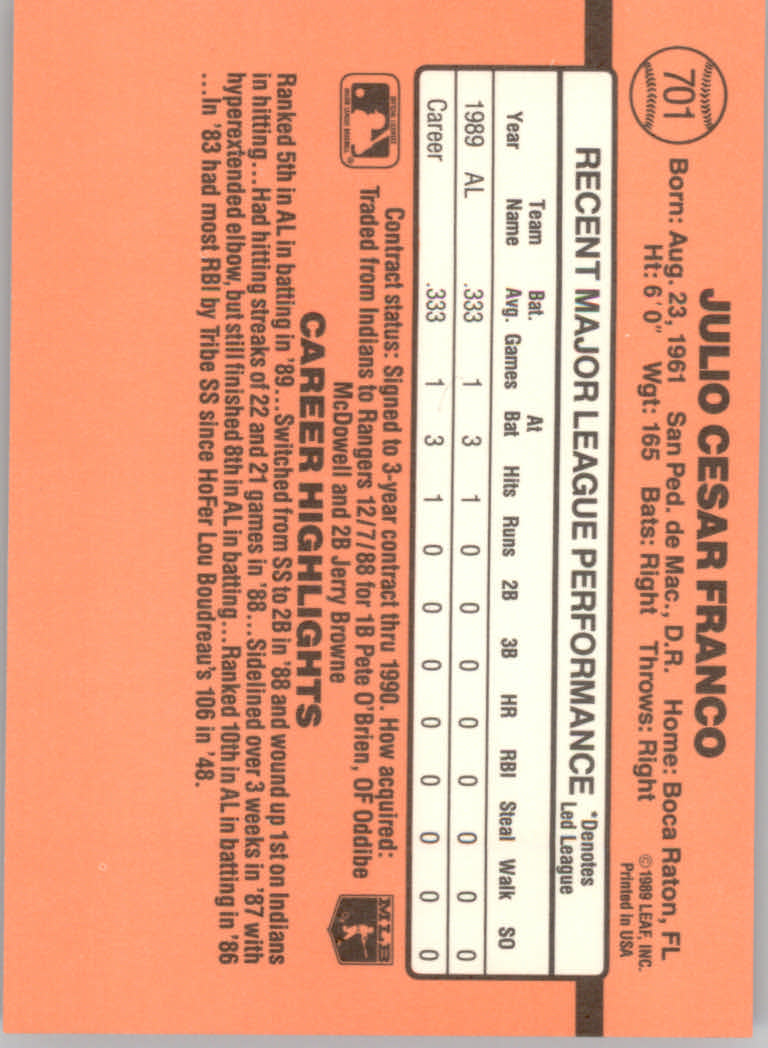 701
JULIO CESAR FRANCO
Born: Aug. 23, 1961 San Ped. de Mac., D.R. Home: Boca Raton, FL
Ht: 6'0" Wgt: 165 Bats: Right Throws: Right
©1989 LEAF, INC.
Printed in USA
RECENT MAJOR LEAGUE PERFORMANCE *Denotes Led League
Year Team Name Bat. Avg. Games At Bat Hits Runs 2B 3B HR RBI Steal Walk SO
1989 AL .333 1 3 1 0 0 0 0 0 0 0 0
Career .333 1 3 1 0 0 0 0 0 0 0 0
Contract status: Signed to 3-year contract thru 1990. How acquired:
Traded from Indians to Rangers 12/7/88 for 1B Pete O'Brien, OF Oddibe
McDowell and 2B Jerry Browne
OFFICIAL LICENSEE
MAJOR LEAGUE BASEBALL
MLB
CAREER HIGHLIGHTS
Ranked 5th in AL in batting in '89...Switched from SS to 2B in '88 and wound up 1st on Indians
in hitting...Had hitting streaks of 22 and 21 games in '88...Sidelined over 3 weeks in '87 with
hyperextended elbow, but still finished 8th in AL in batting...Ranked 10th in AL in batting in '86
...In '83 had most RBI by Tribe SS since HoFer Lou Boudreau's 106 in '48.